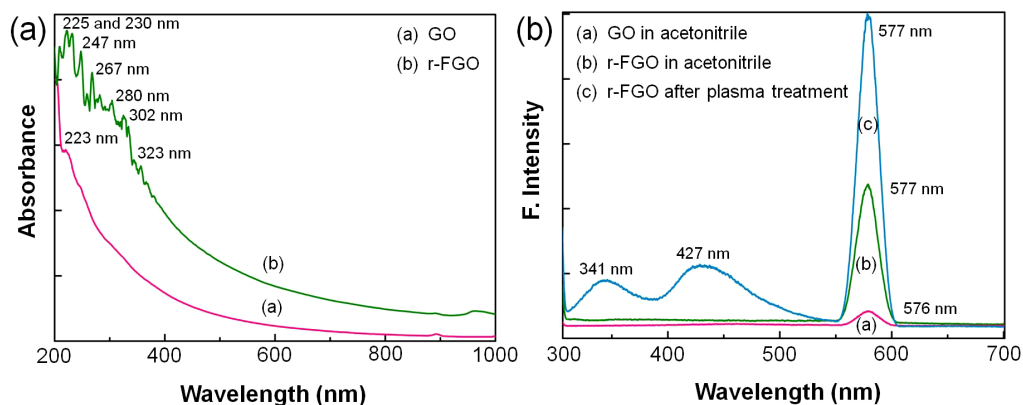 (a)
225 and 230 nm
247 nm
267 nm
280 nm
302 nm
223 nm
323 nm
(a) GO
(b) r-FGO
(b)
(a)
Absorbance
200
400
600
800
1000
Wavelength (nm)
(b)
(a) GO in acetonitrile
(b) r-FGO in acetonitrile
(c) r-FGO after plasma treatment
577 nm
(c)
577 nm
341 nm
427 nm
(b)
576 nm
(a)
F. Intensity
300
400
500
600
700
Wavelength (nm)